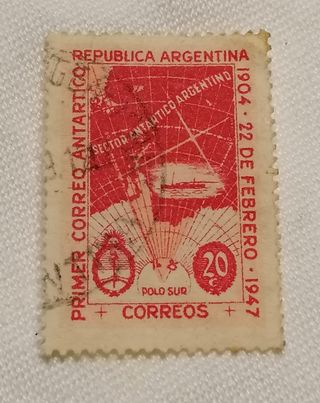 REPUBLICA ARGENTINA
PRIMER CORREO ANTARTICO
1904 · 22 DE FEBRERO · 1947
SECTOR ANTARTICO ARGENTINO
POLO SUR
20 c
CORREOS